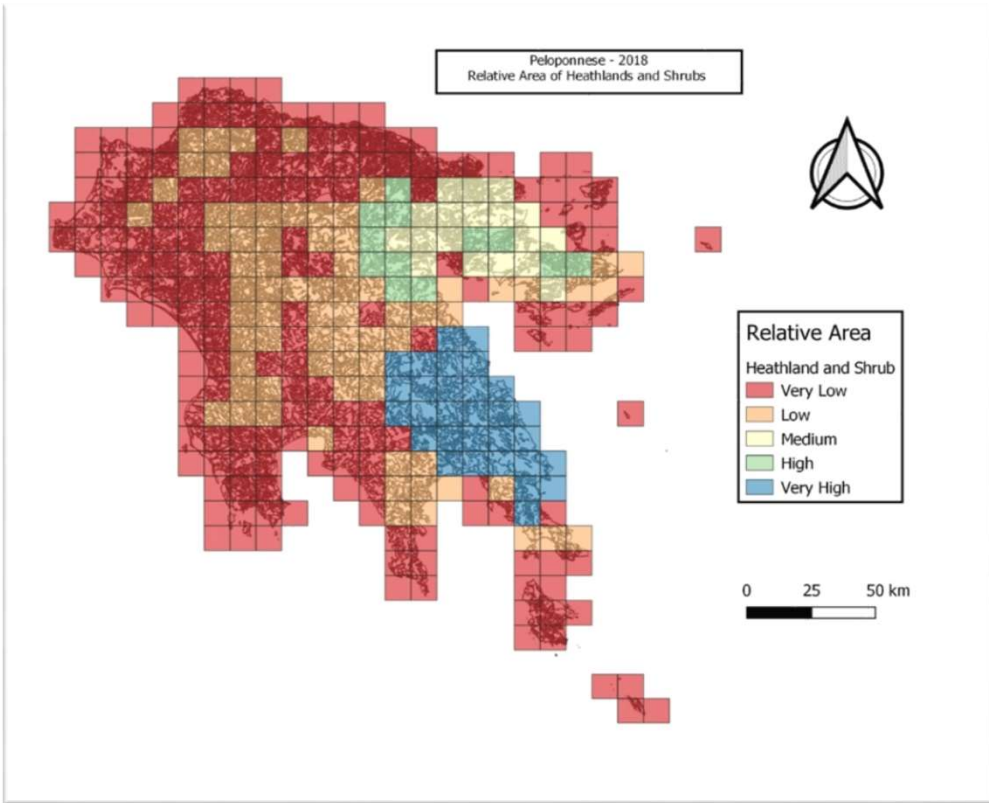 Peloponnese - 2018
Relative Area of Heathlands and Shrubs
Relative Area
Heathland and Shrub
Very Low
Low
Medium
High
Very High
0 25 50 km